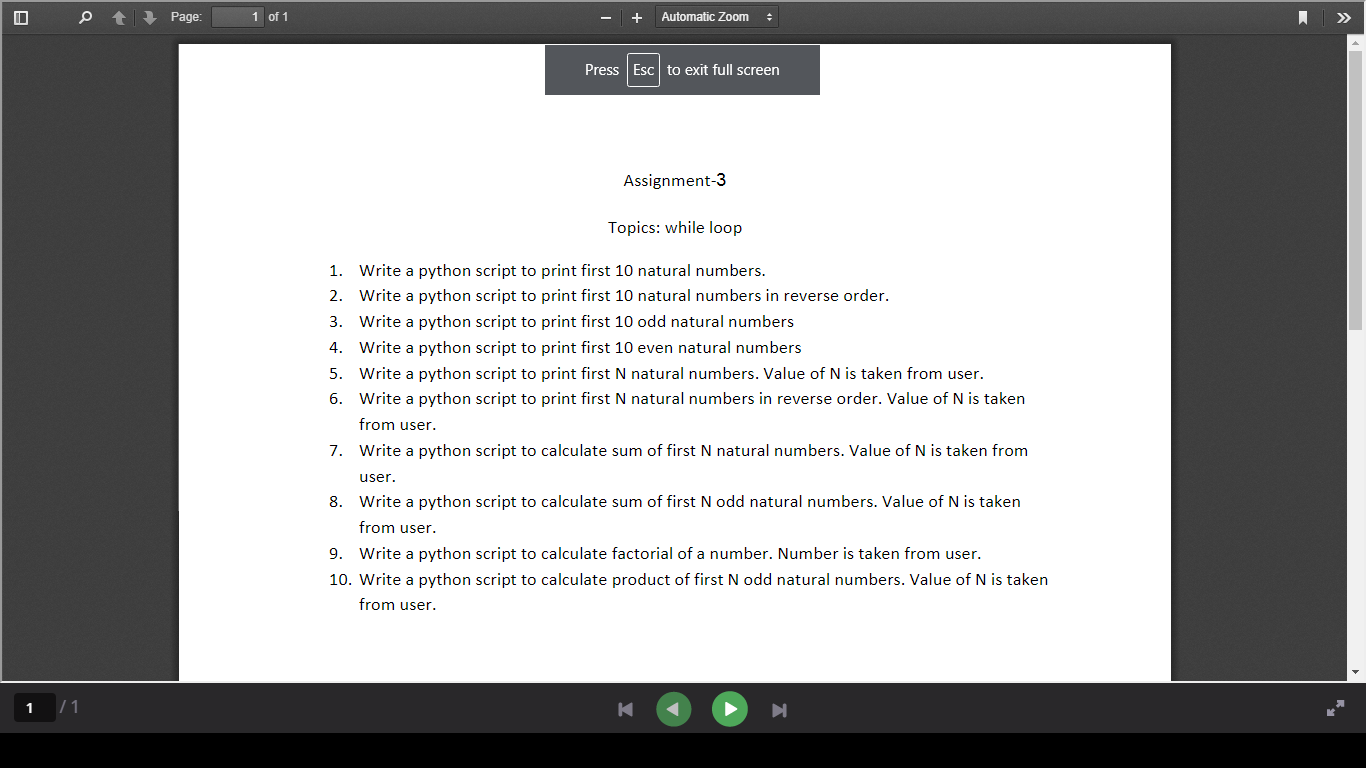 Page: 1 of 1 Automatic Zoom
Press Esc to exit full screen
Assignment-3
Topics: while loop
1. Write a python script to print first 10 natural numbers.
2. Write a python script to print first 10 natural numbers in reverse order.
3. Write a python script to print first 10 odd natural numbers
4. Write a python script to print first 10 even natural numbers
5. Write a python script to print first N natural numbers. Value of N is taken from user.
6. Write a python script to print first N natural numbers in reverse order. Value of N is taken
from user.
7. Write a python script to calculate sum of first N natural numbers. Value of N is taken from
user.
8. Write a python script to calculate sum of first N odd natural numbers. Value of N is taken
from user.
9. Write a python script to calculate factorial of a number. Number is taken from user.
10. Write a python script to calculate product of first N odd natural numbers. Value of N is taken
from user.
1 / 1